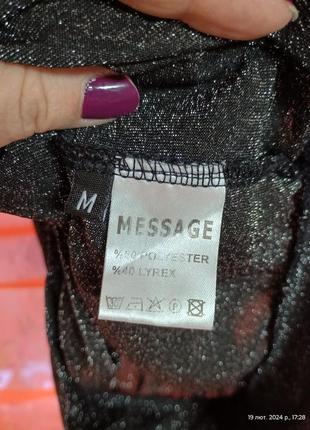 M
MESSAGE
%60 POLYESTER
%40 LYREX
19 лют. 2024 р., 17:28